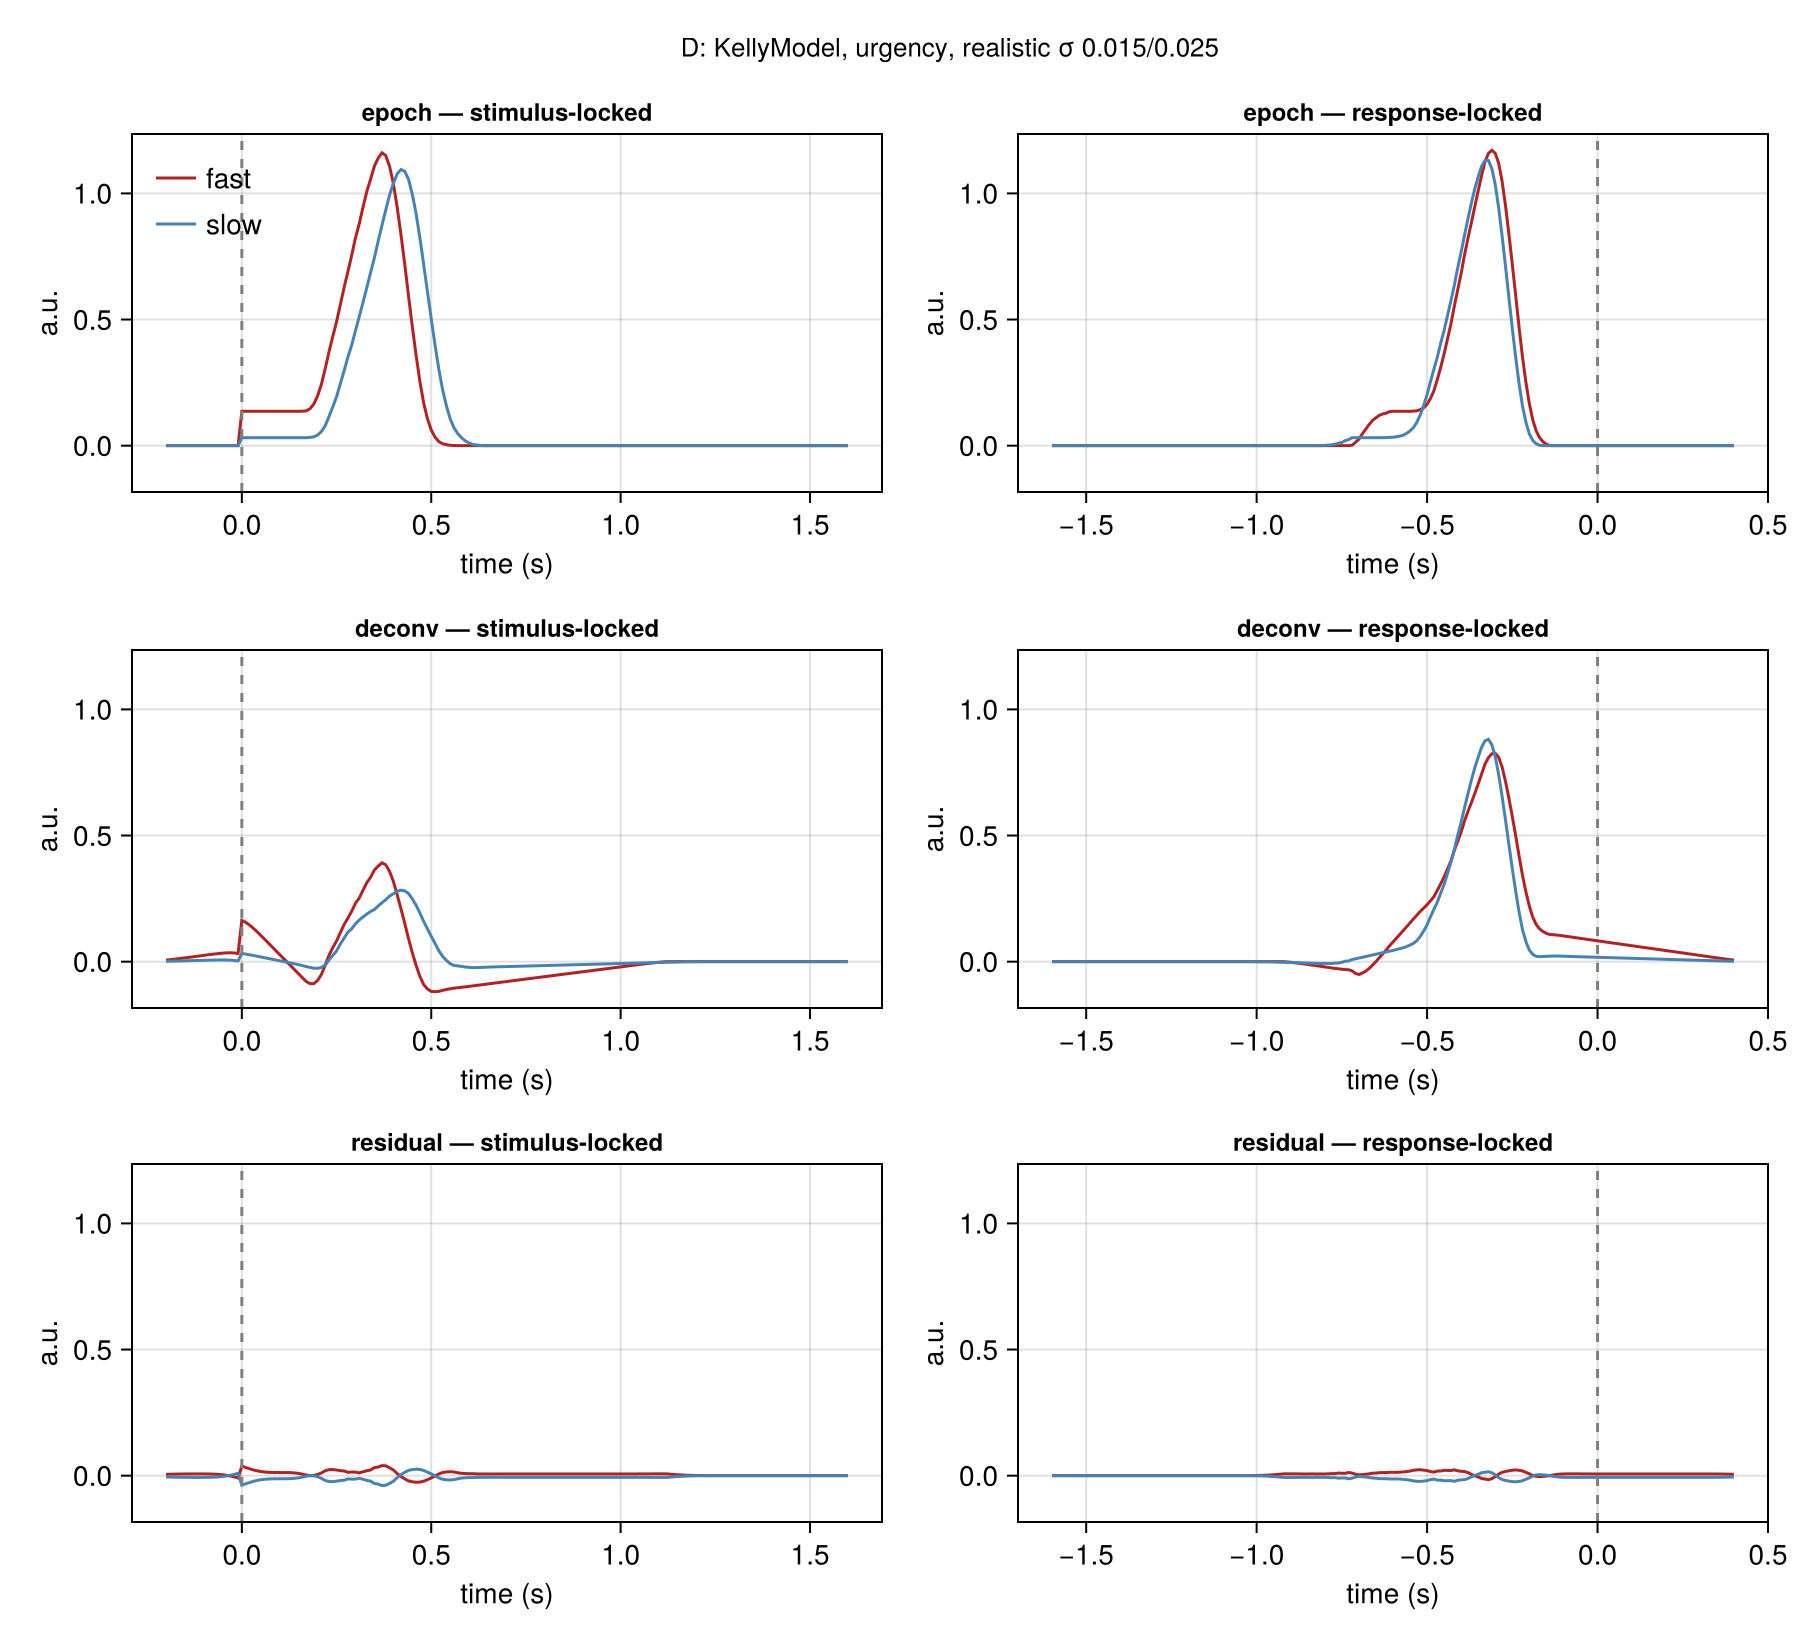 D: KellyModel, urgency, realistic σ 0.015/0.025
epoch — stimulus-locked
fast
slow
a.u.
1.0
0.5
0.0
0.0 0.5 1.0 1.5
time (s)
epoch — response-locked
a.u.
1.0
0.5
0.0
−1.5 −1.0 −0.5 0.0 0.5
time (s)
deconv — stimulus-locked
a.u.
1.0
0.5
0.0
0.0 0.5 1.0 1.5
time (s)
deconv — response-locked
a.u.
1.0
0.5
0.0
−1.5 −1.0 −0.5 0.0 0.5
time (s)
residual — stimulus-locked
a.u.
1.0
0.5
0.0
0.0 0.5 1.0 1.5
time (s)
residual — response-locked
a.u.
1.0
0.5
0.0
−1.5 −1.0 −0.5 0.0 0.5
time (s)